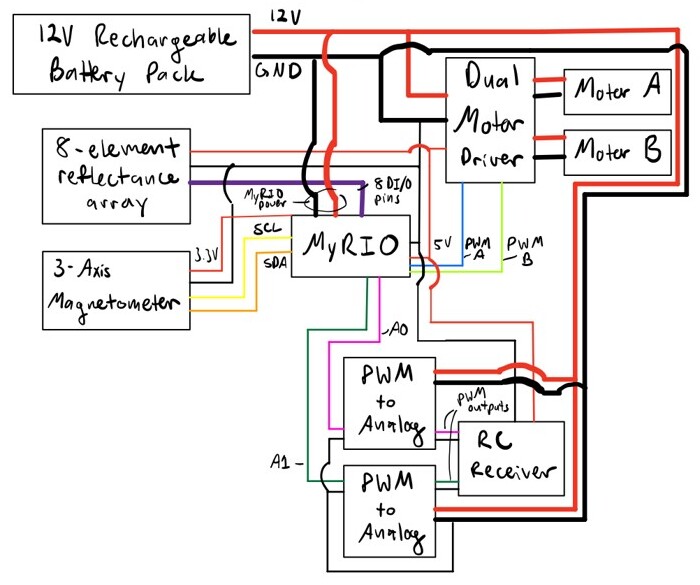 12V
12V Rechargeable
Battery Pack
GND
Dual
Motor
Driver
Motor A
Motor B
8-element
reflectance
array
MyRIO
power
8 DI/O
pins
MyRIO
3.3V
SCL
SDA
5V
PWM
A
PWM
B
3-Axis
Magnetometer
A0
PWM
to
Analog
PWM
outputs
RC
Receiver
A1
PWM
to
Analog